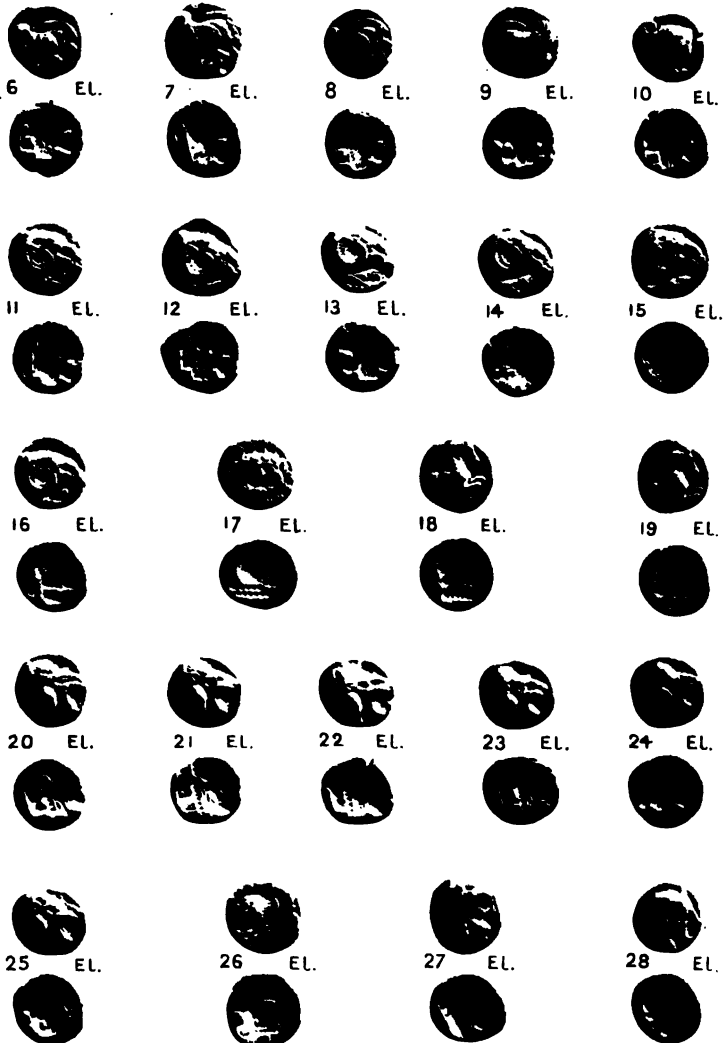 6 EL. 7 EL. 8 EL. 9 EL. 10 EL.
11 EL. 12 EL. 13 EL. 14 EL. 15 EL.
16 EL. 17 EL. 18 EL. 19 EL.
20 EL. 21 EL. 22 EL. 23 EL. 24 EL.
25 EL. 26 EL. 27 EL. 28 EL.